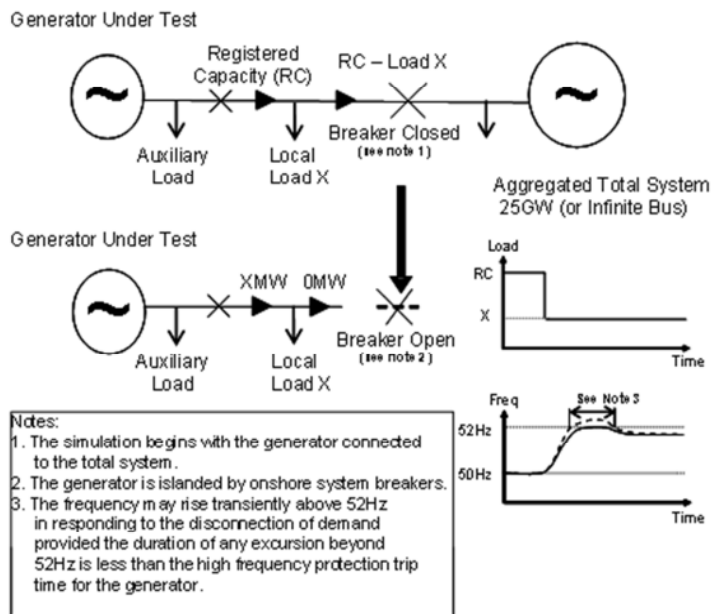 Generator Under Test
Registered
Capacity (RC)
RC – Load X
~
~
Auxiliary
Load
Local
Load X
Breaker Closed
(see note 1)
Aggregated Total System
25GW (or Infinite Bus)
Generator Under Test
XMW
0MW
~
Auxiliary
Load
Local
Load X
Breaker Open
(see note 2)
Load
RC
X
Time
Freq
See Note 3
52Hz
50Hz
Time
Notes:
1. The simulation begins with the generator connected
to the total system.
2. The generator is islanded by onshore system breakers.
3. The frequency may rise transiently above 52Hz
in responding to the disconnection of demand
provided the duration of any excursion beyond
52Hz is less than the high frequency protection trip
time for the generator.